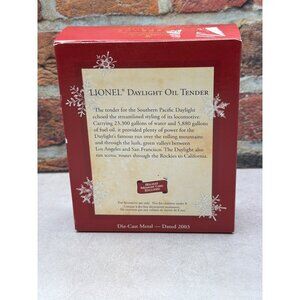 LIONEL® DAYLIGHT OIL TENDER
The tender for the Southern Pacific Daylight
echoed the streamlined styling of its locomotive.
Carrying 23,300 gallons of water and 5,880 gallons
of fuel oil, it provided plenty of power for the
Daylight's famous run over the rolling mountains
and through the lush, green valleys between
Los Angeles and San Francisco. The Daylight also
ran scenic routes through the Rockies to California.
Die-Cast Metal — Dated 2003